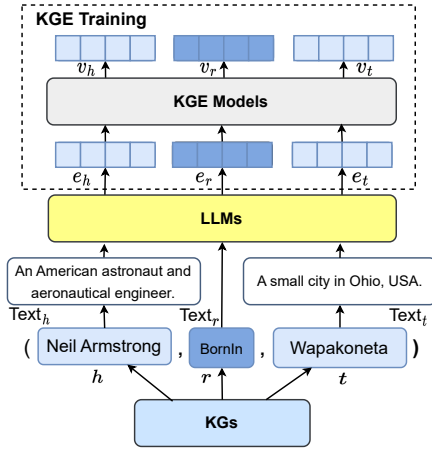 KGE Training
v_h v_r v_t
KGE Models
e_h e_r e_t
LLMs
An American astronaut and
aeronautical engineer.
A small city in Ohio, USA.
Text_h Text_r Text_t
( Neil Armstrong , BornIn , Wapakoneta )
h r t
KGs